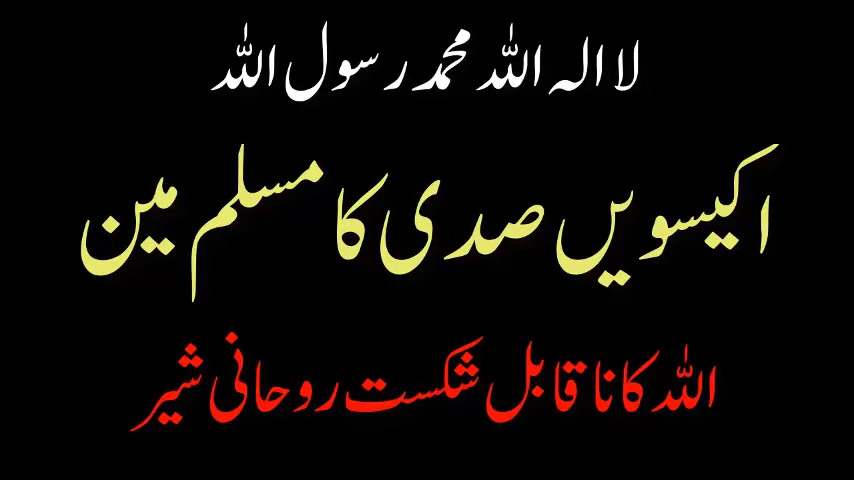 لا الہ اللہ محمد رسول اللہ
اکیسویں صدی کا مسلم مین
اللہ کا نا قابل شکست روحانی شیر